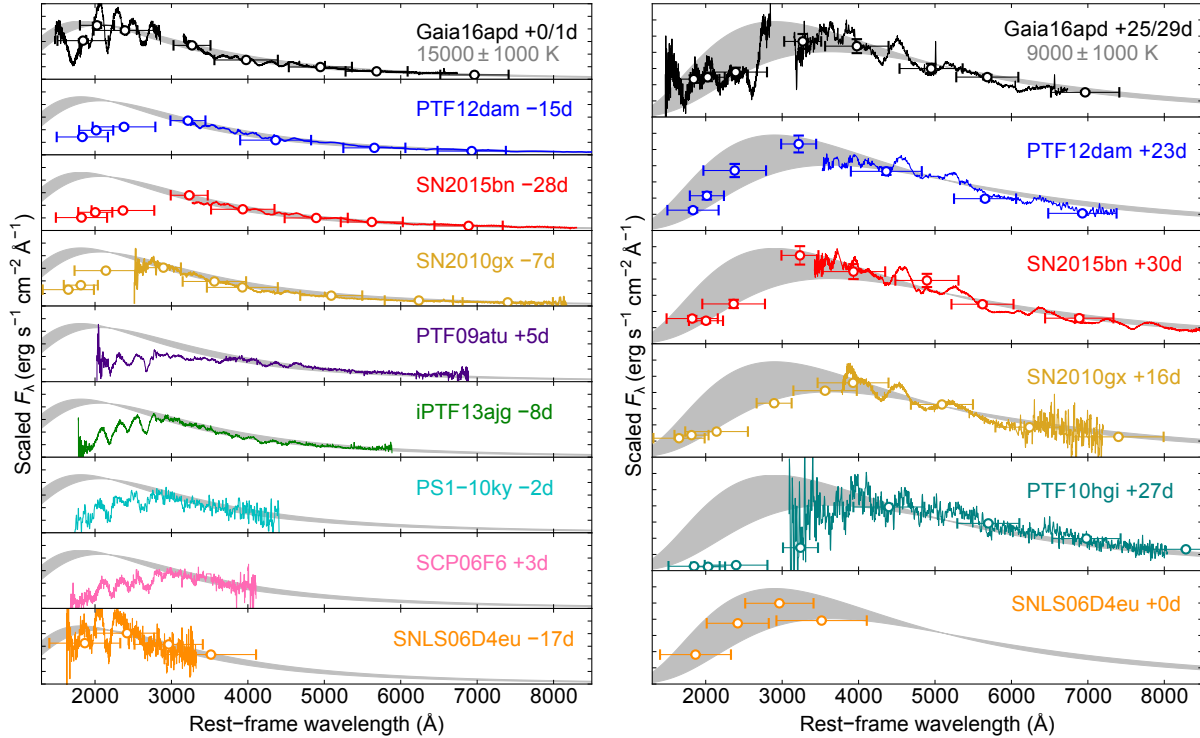 Gaia16apd +0/1d
15000 ± 1000 K
PTF12dam −15d
SN2015bn −28d
SN2010gx −7d
PTF09atu +5d
iPTF13ajg −8d
PS1−10ky −2d
SCP06F6 +3d
SNLS06D4eu −17d
Scaled Fλ (erg s⁻¹ cm⁻² Å⁻¹)
2000 3000 4000 5000 6000 7000 8000
Rest−frame wavelength (Å)
Gaia16apd +25/29d
9000 ± 1000 K
PTF12dam +23d
SN2015bn +30d
SN2010gx +16d
PTF10hgi +27d
SNLS06D4eu +0d
Scaled Fλ (erg s⁻¹ cm⁻² Å⁻¹)
2000 3000 4000 5000 6000 7000 8000
Rest−frame wavelength (Å)